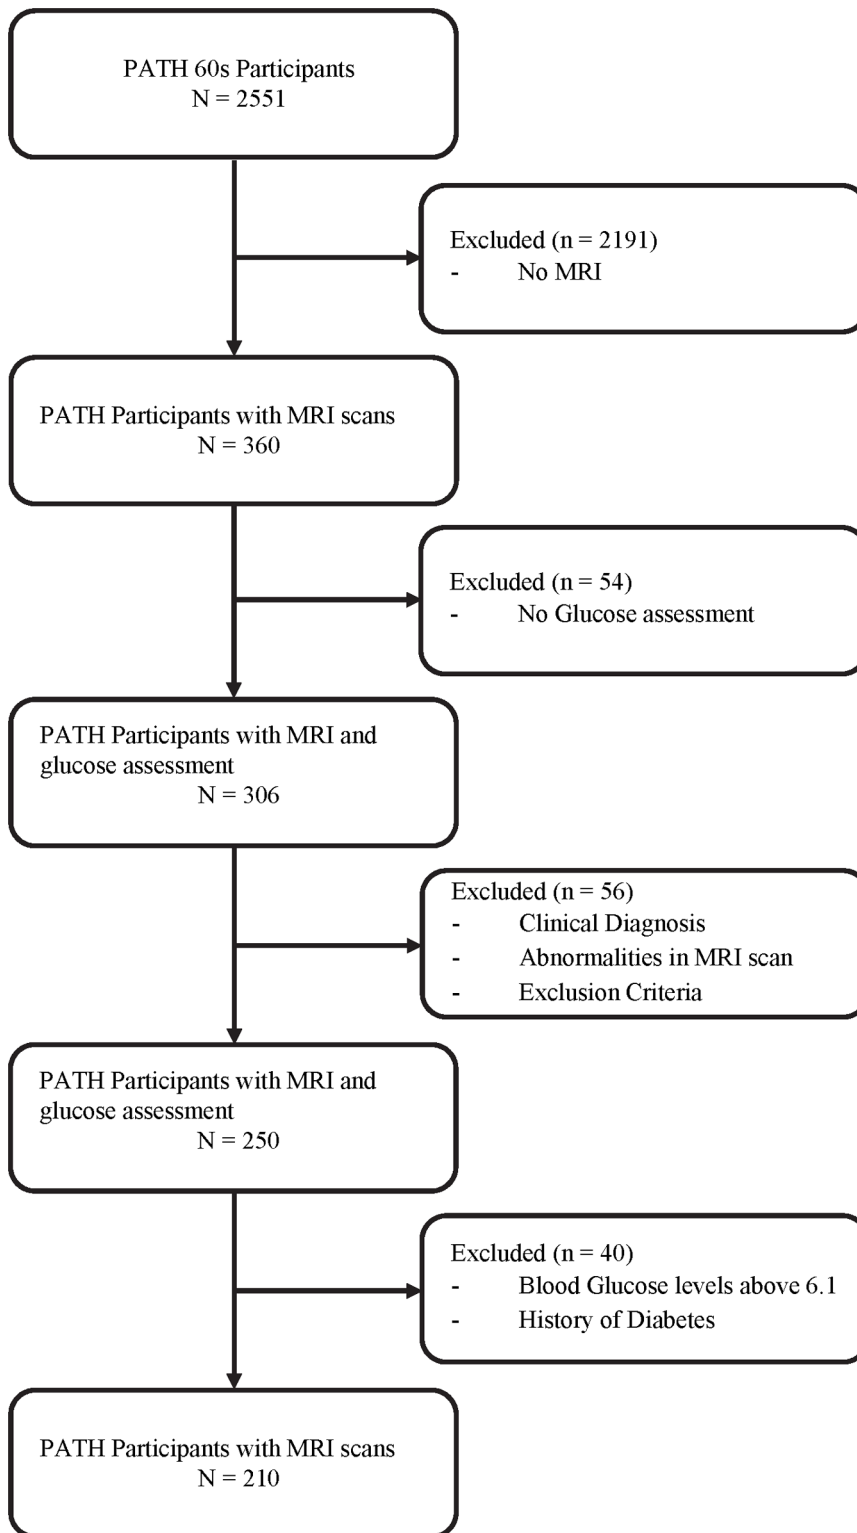 PATH 60s Participants
N = 2551
Excluded (n = 2191)
- No MRI
PATH Participants with MRI scans
N = 360
Excluded (n = 54)
- No Glucose assessment
PATH Participants with MRI and
glucose assessment
N = 306
Excluded (n = 56)
- Clinical Diagnosis
- Abnormalities in MRI scan
- Exclusion Criteria
PATH Participants with MRI and
glucose assessment
N = 250
Excluded (n = 40)
- Blood Glucose levels above 6.1
- History of Diabetes
PATH Participants with MRI scans
N = 210